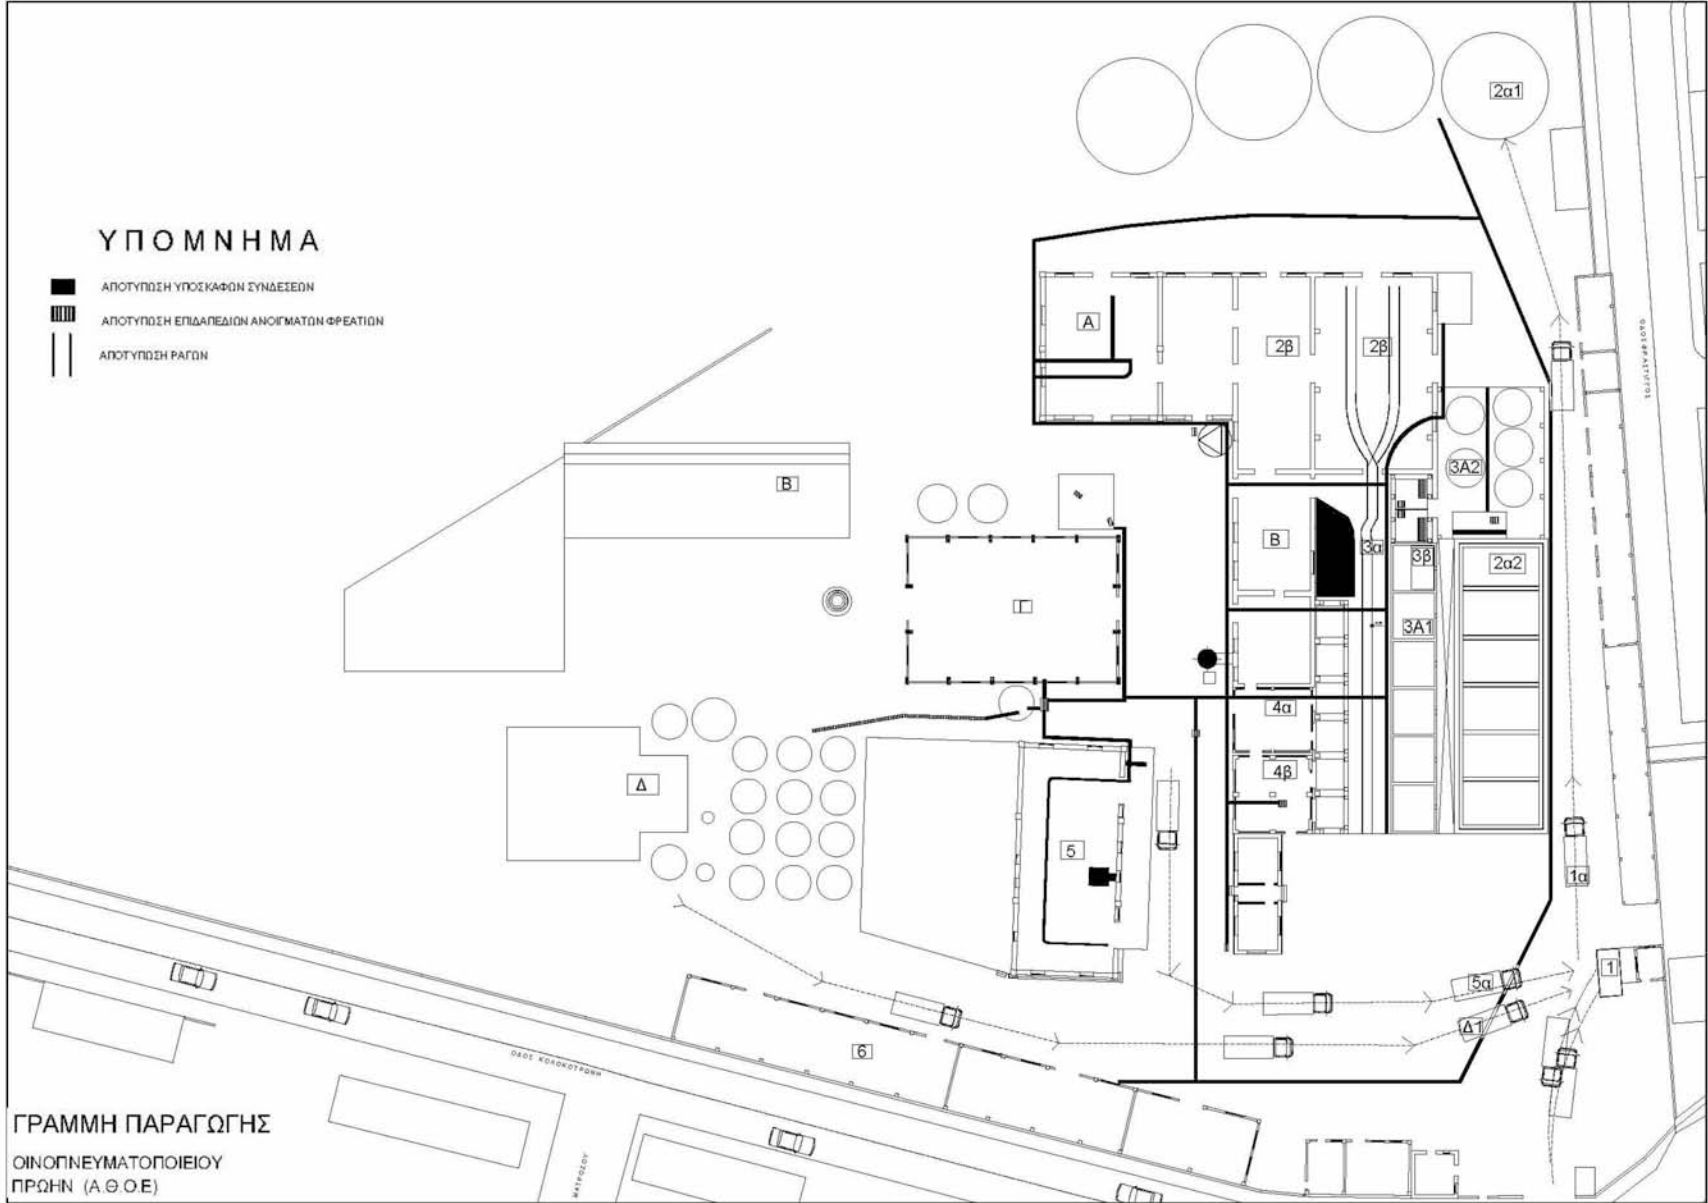 ΥΠΟΜΝΗΜΑ
ΑΠΟΤΥΠΩΣΗ ΥΠΟΣΚΑΦΩΝ ΣΥΝΔΕΣΕΩΝ
ΑΠΟΤΥΠΩΣΗ ΕΠΙΔΑΠΕΔΙΩΝ ΑΝΟΙΓΜΑΤΩΝ ΦΡΕΑΤΙΩΝ
ΑΠΟΤΥΠΩΣΗ ΡΑΓΩΝ
2α1
Α
2β
2β
3Α2
Β
Β
3α
3β
2α2
Γ
3Α1
4α
4β
Δ
5
1α
1
5α
Δ1
6
ΟΔΟΣ ΚΟΛΟΚΟΤΡΩΝΗ
ΓΡΑΜΜΗ ΠΑΡΑΓΩΓΗΣ
ΟΙΝΟΠΝΕΥΜΑΤΟΠΟΙΕΙΟΥ
ΠΡΩΗΝ (Α.Θ.Ο.Ε)